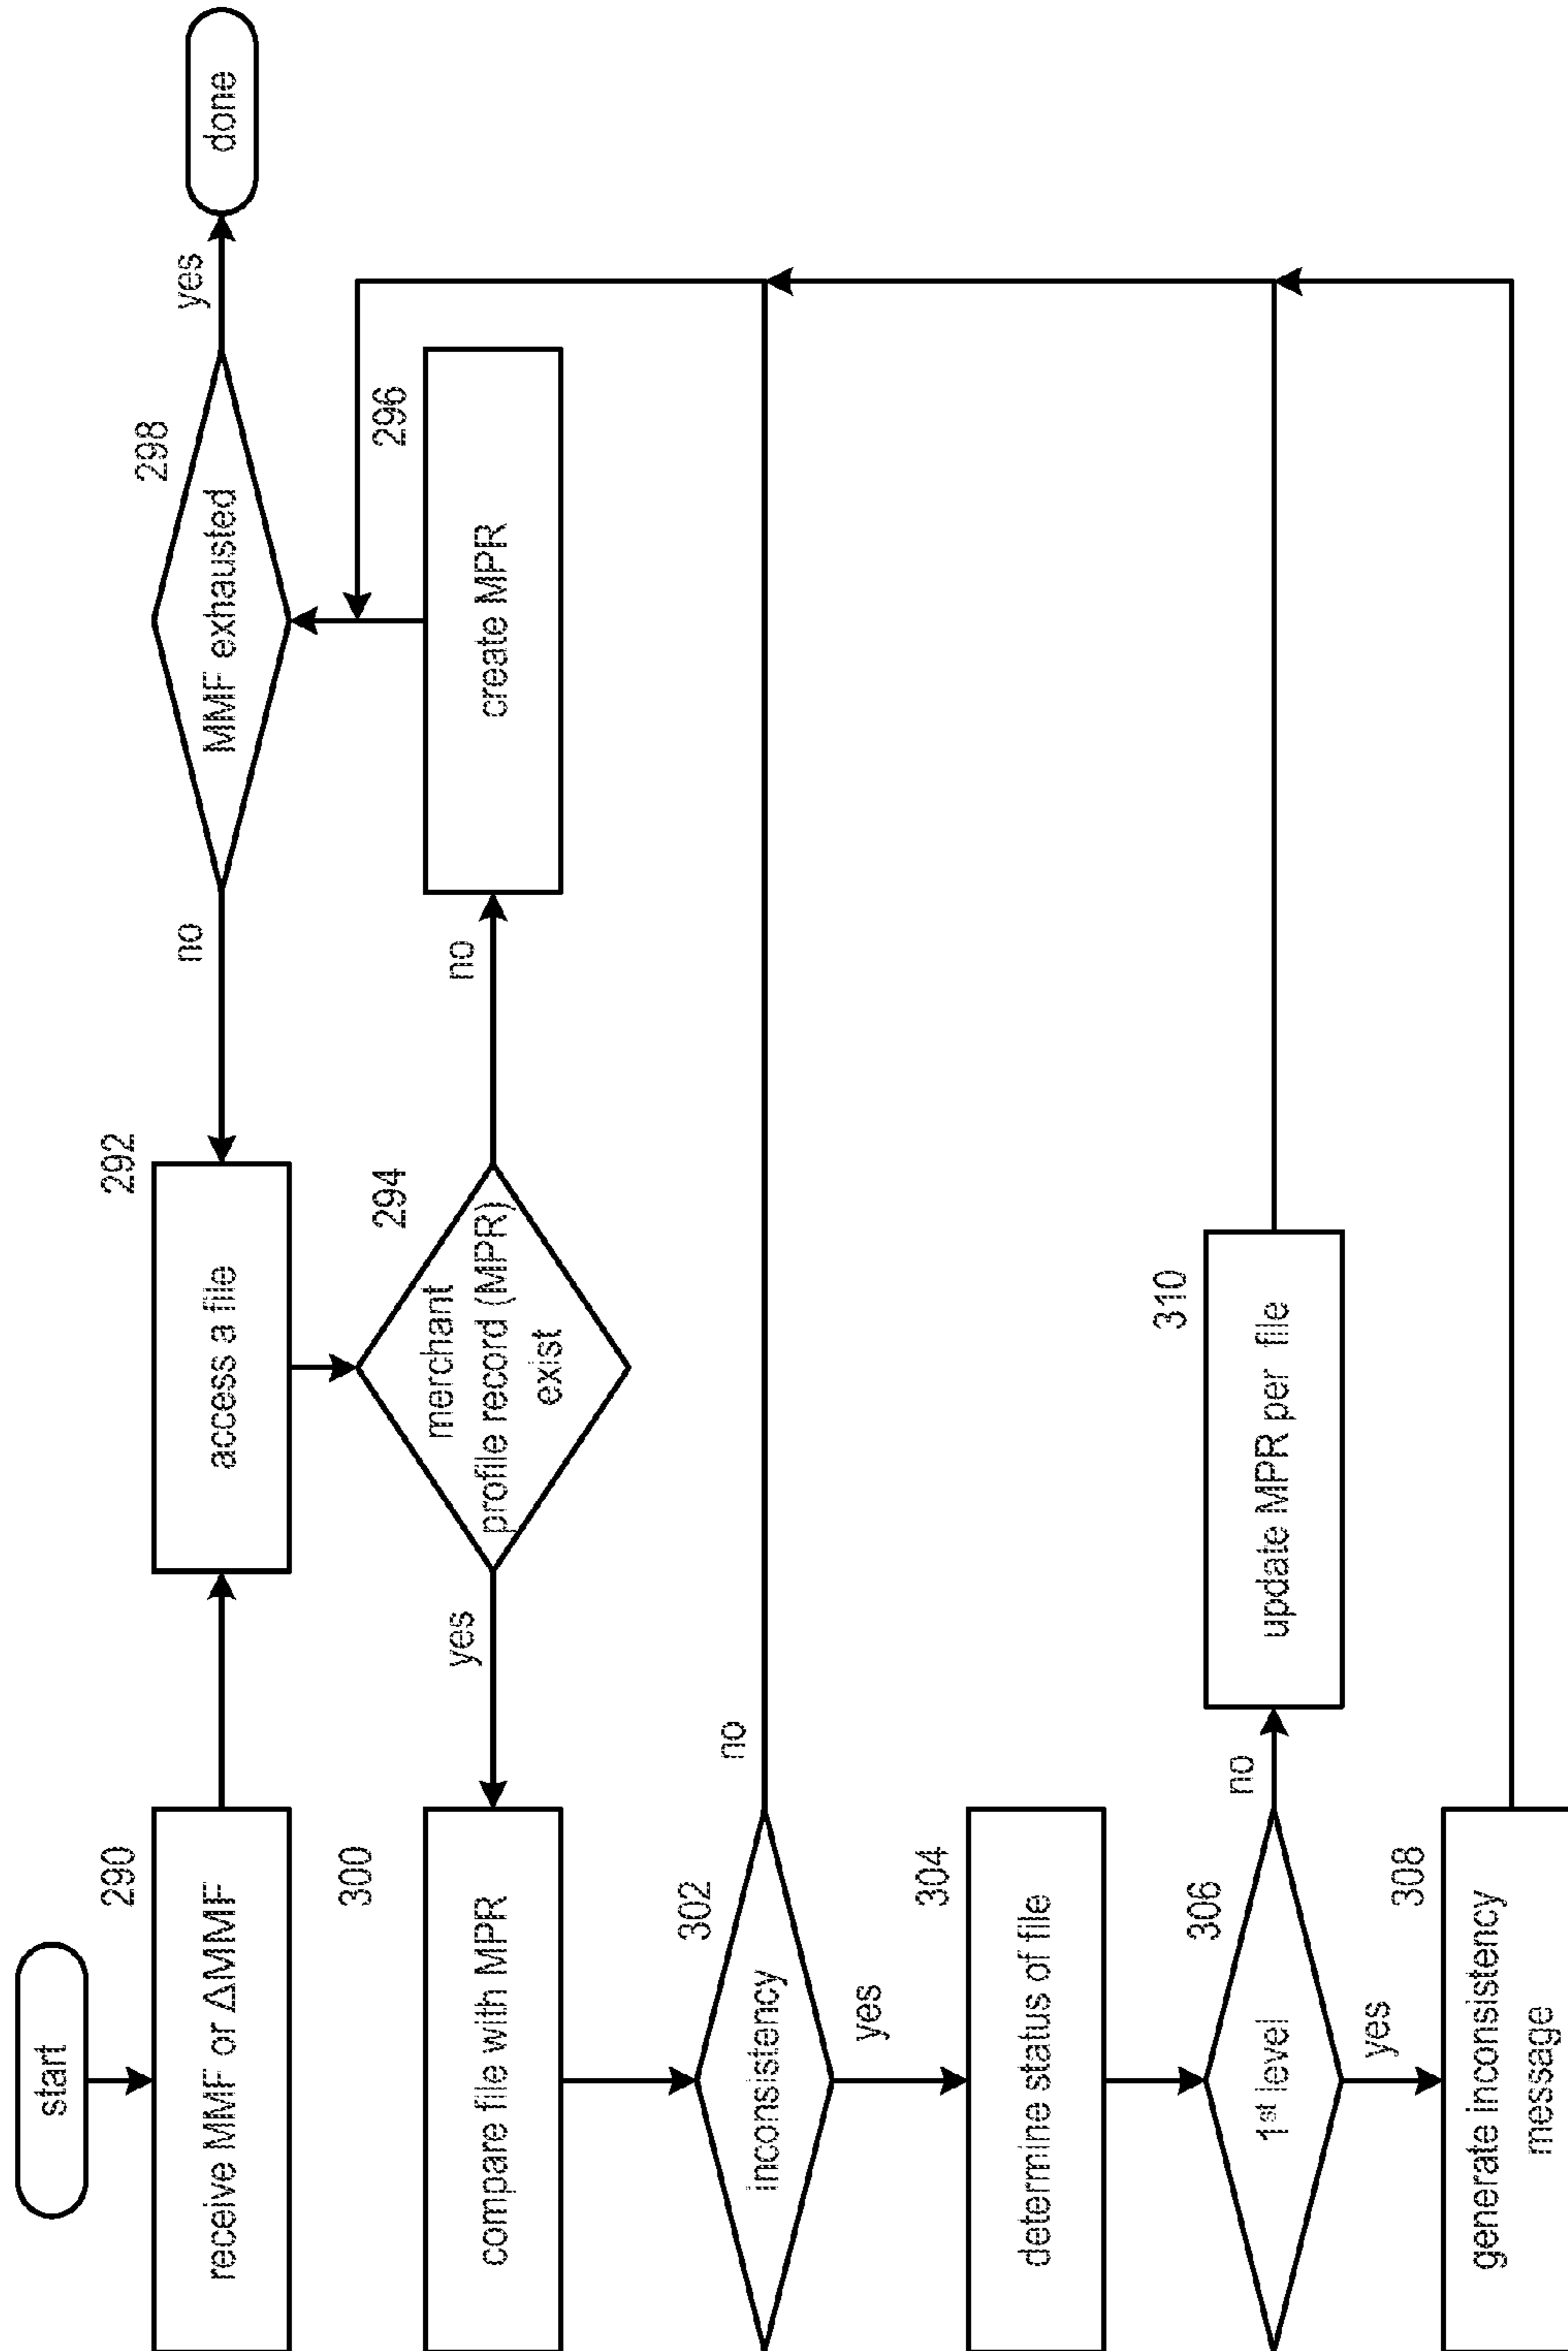 start
290
receive MMF or ΔMMF
292
access a file
no
298
MMF exhausted
yes
done
300
compare file with MPR
yes
294
merchant
profile record (MPR)
exist
no
296
create MPR
302
inconsistency
no
yes
304
determine status of file
306
1st level
no
310
update MPR per file
yes
308
generate inconsistency
message